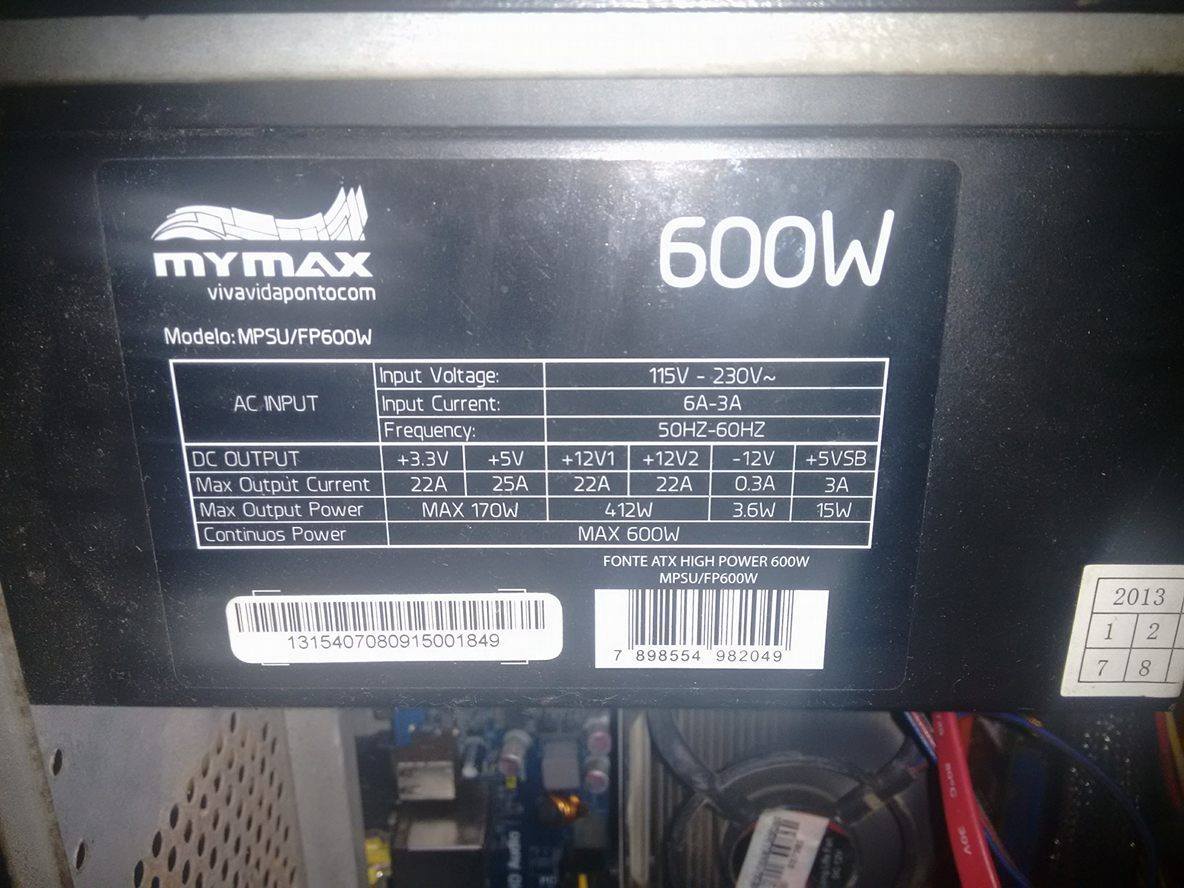 MYMAX
vivavidapontocom
600W
Modelo: MPSU/FP600W
AC INPUT
Input Voltage: 115V - 230V~
Input Current: 6A-3A
Frequency: 50HZ-60HZ
DC OUTPUT +3.3V +5V +12V1 +12V2 -12V +5VSB
Max Output Current 22A 25A 22A 22A 0.3A 3A
Max Output Power MAX 170W 412W 3.6W 15W
Continuos Power MAX 600W
FONTE ATX HIGH POWER 600W
MPSU/FP600W
1315407080915001849
7 898554 982049
2013
1 2
7 8
Audio